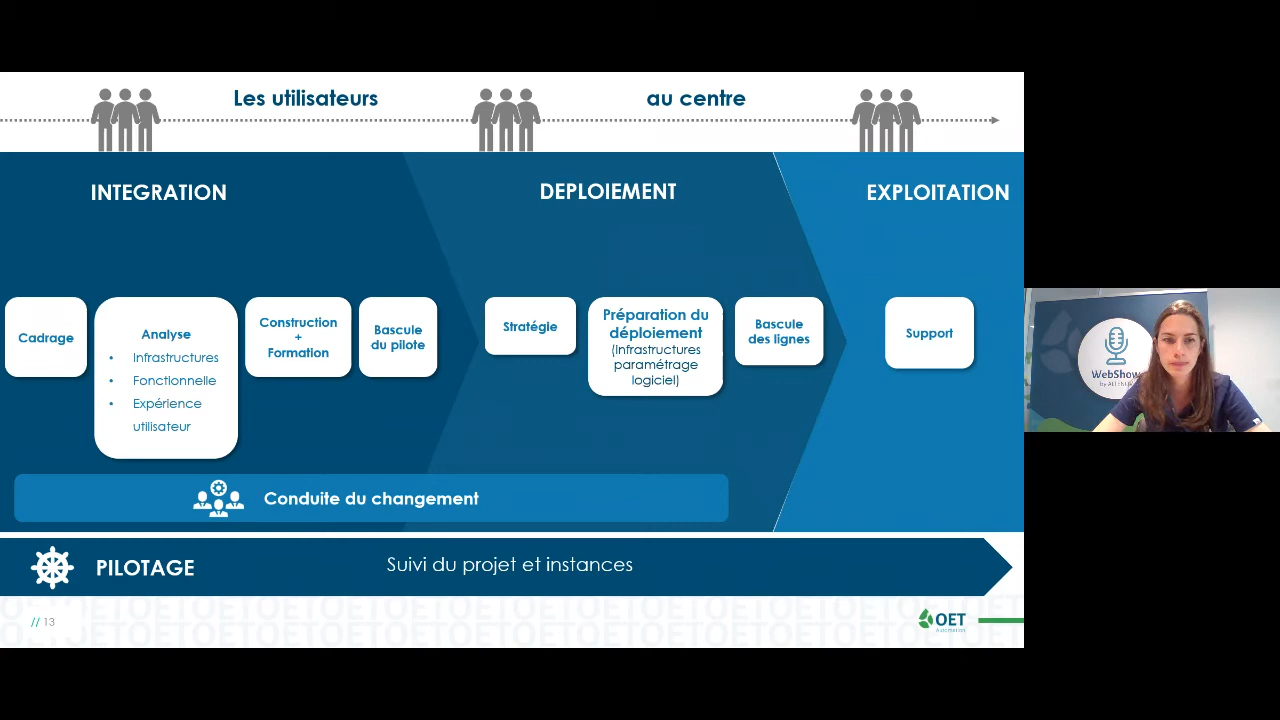 Les utilisateurs
au centre
INTEGRATION
DEPLOIEMENT
EXPLOITATION
Cadrage
Analyse
• Infrastructures
• Fonctionnelle
• Expérience
utilisateur
Construction
+
Formation
Bascule
du pilote
Stratégie
Préparation du
déploiement
(Infrastructures
paramétrage
logiciel)
Bascule
des lignes
Support
Conduite du changement
PILOTAGE
Suivi du projet et instances
// 13
OET
WebShow